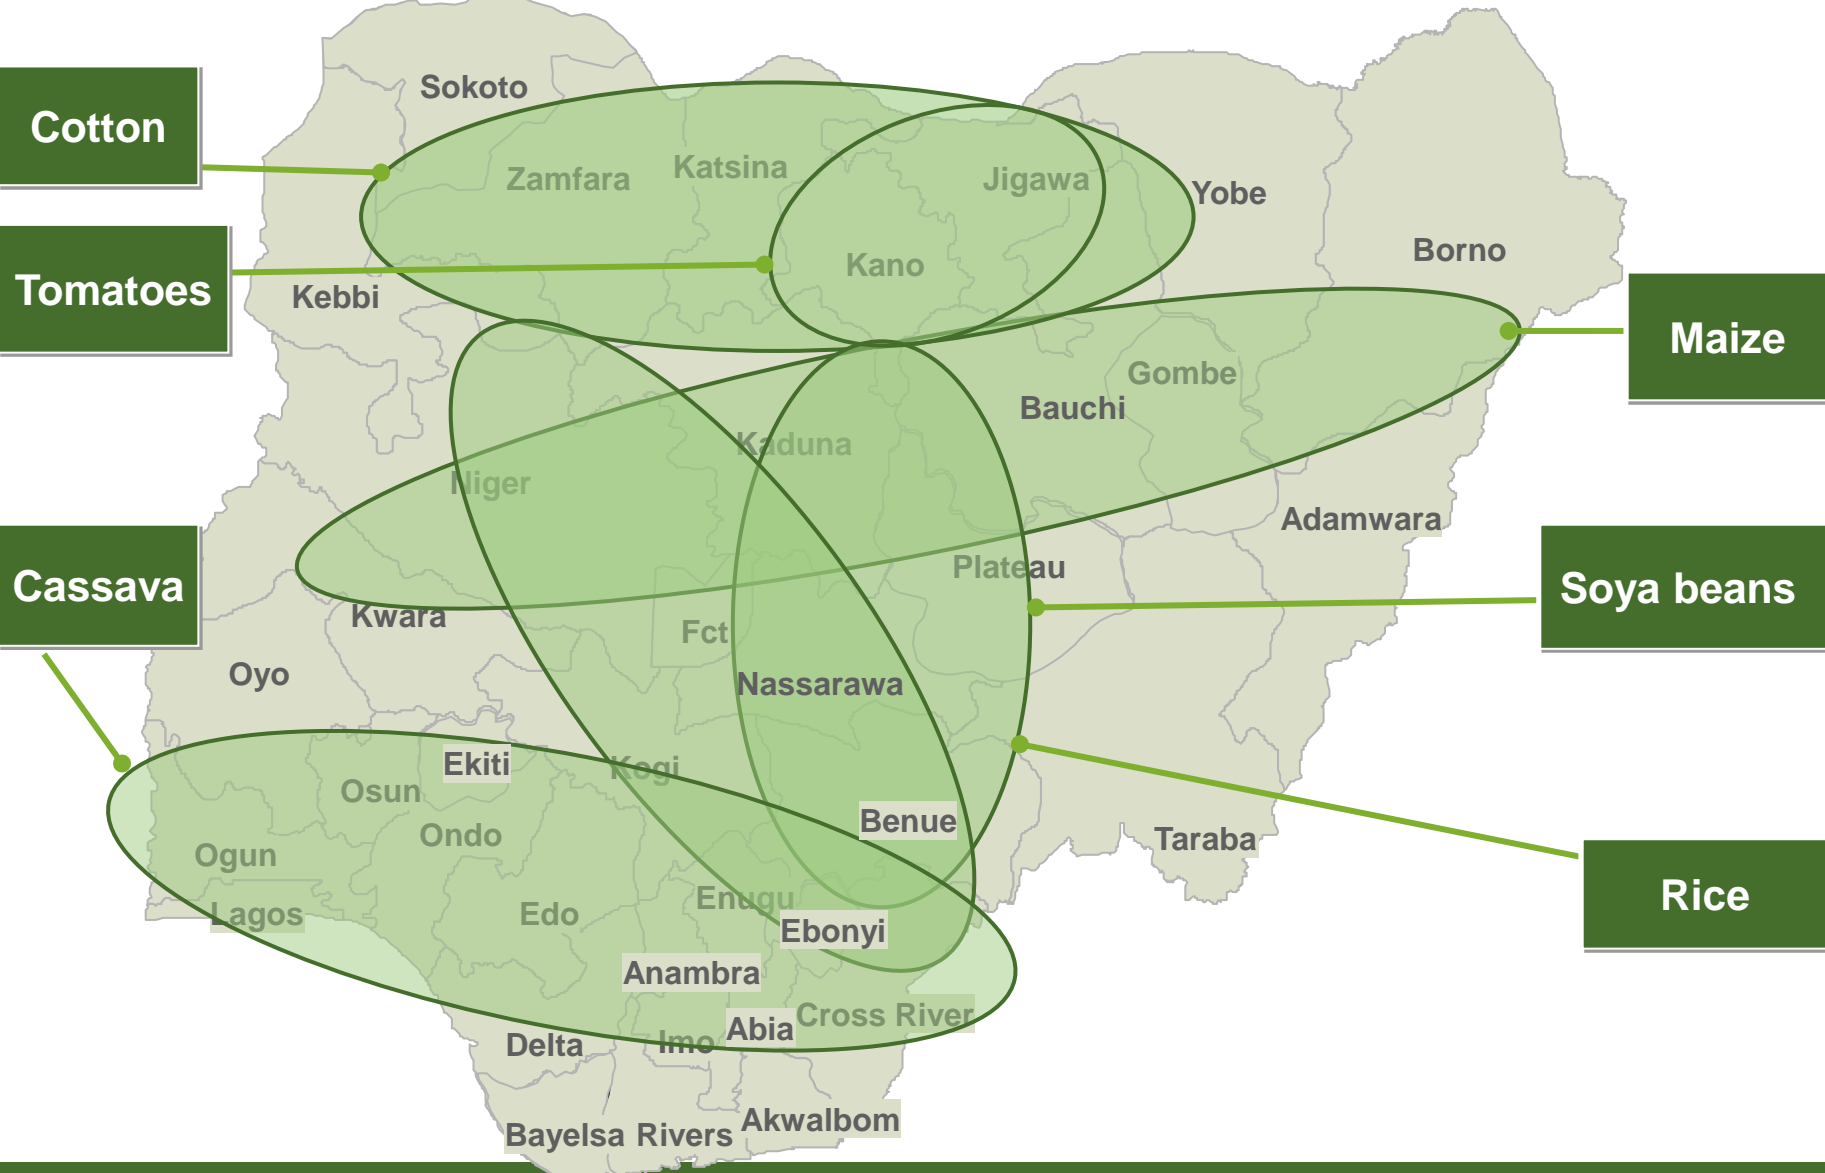 Sokoto
Cotton
Zamfara
Katsina
Jigawa
Yobe
Borno
Kano
Tomatoes
Kebbi
Maize
Gombe
Bauchi
Kaduna
Niger
Adamwara
Plateau
Cassava
Soya beans
Kwara
Fct
Oyo
Nassarawa
Ekiti
Kogi
Osun
Benue
Ondo
Taraba
Ogun
Rice
Enugu
Lagos
Edo
Ebonyi
Anambra
Cross River
Abia
Imo
Delta
Akwalbom
Bayelsa
Rivers